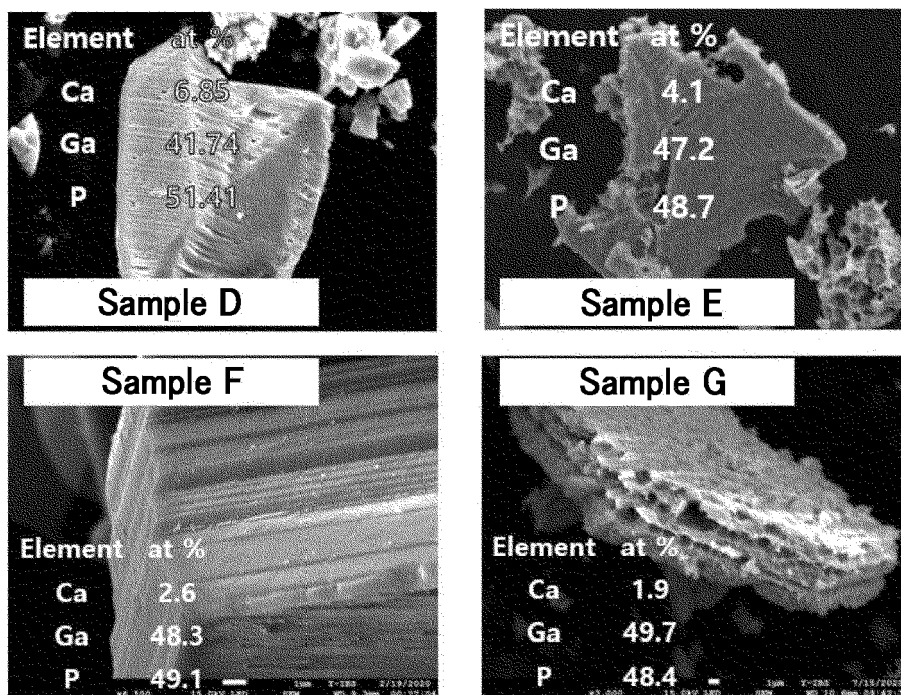 Element at %
Ca 6.85
Ga 41.74
P 51.41
Sample D
Element at %
Ca 4.1
Ga 47.2
P 48.7
Sample E
Sample F
Element at %
Ca 2.6
Ga 48.3
P 49.1
Sample G
Element at %
Ca 1.9
Ga 49.7
P 48.4